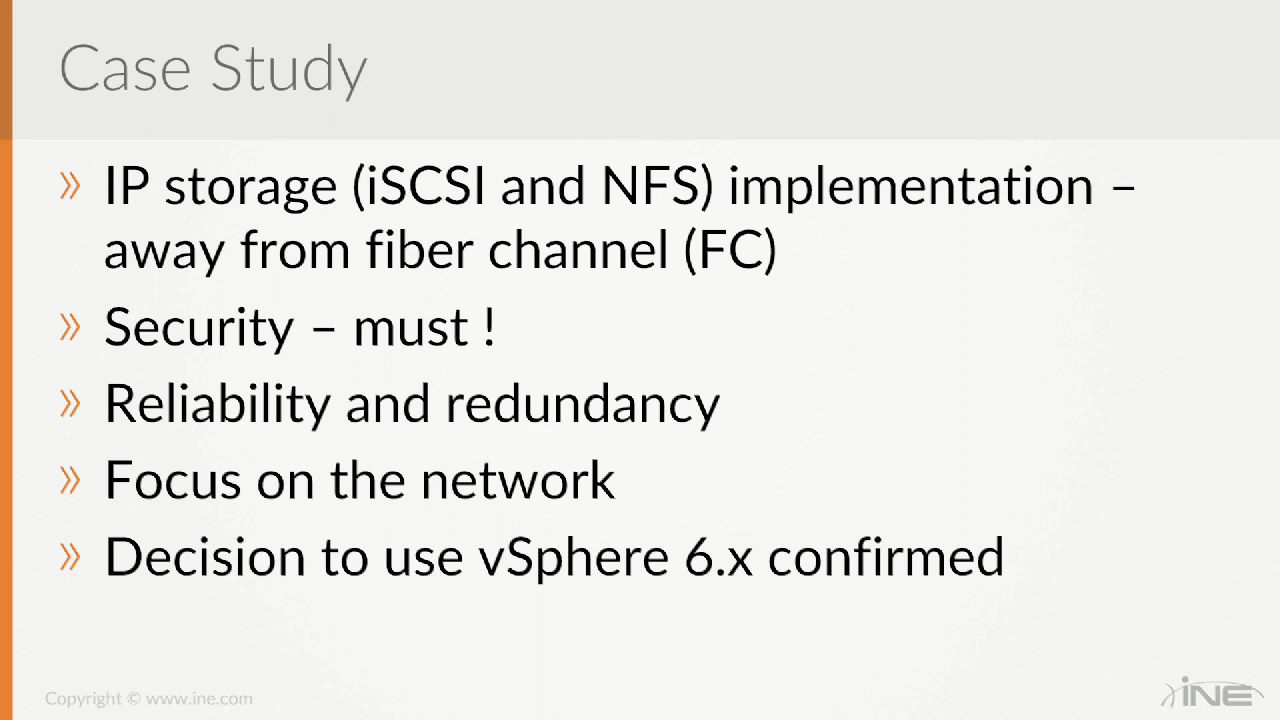 Case Study
» IP storage (iSCSI and NFS) implementation –
away from fiber channel (FC)
» Security – must !
» Reliability and redundancy
» Focus on the network
» Decision to use vSphere 6.x confirmed
Copyright © www.ine.com
iNE